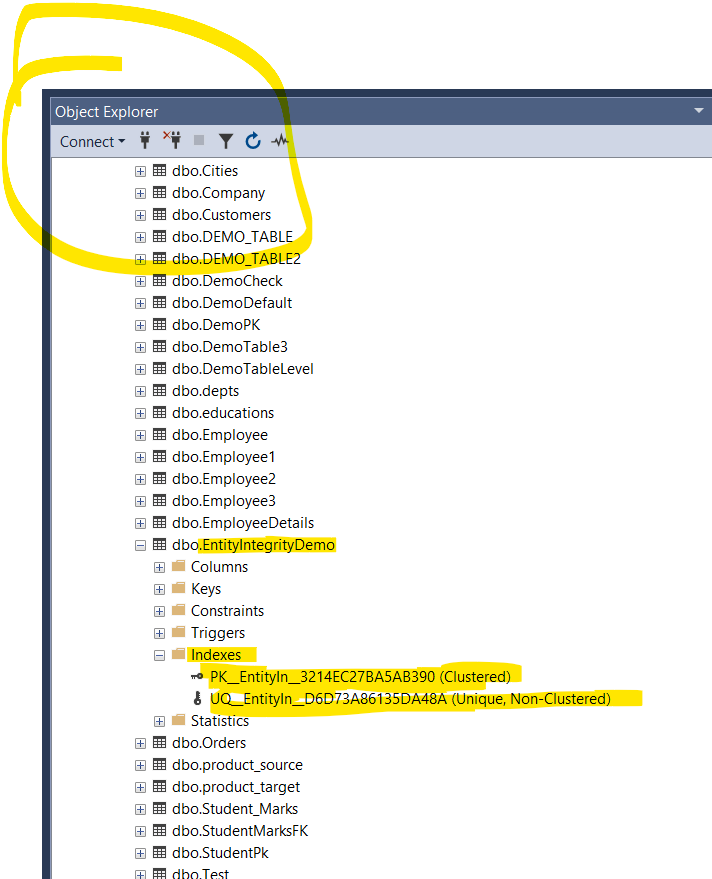 Object Explorer
Connect
dbo.Cities
dbo.Company
dbo.Customers
dbo.DEMO_TABLE
dbo.DEMO_TABLE2
dbo.DemoCheck
dbo.DemoDefault
dbo.DemoPK
dbo.DemoTable3
dbo.DemoTableLevel
dbo.depts
dbo.educations
dbo.Employee
dbo.Employee1
dbo.Employee2
dbo.Employee3
dbo.EmployeeDetails
dbo.EntityIntegrityDemo
Columns
Keys
Constraints
Triggers
Indexes
PK__EntityIn__3214EC27BA5AB390 (Clustered)
UQ__EntityIn__D6D73A86135DA48A (Unique, Non-Clustered)
Statistics
dbo.Orders
dbo.product_source
dbo.product_target
dbo.Student_Marks
dbo.StudentMarksFK
dbo.StudentPk
dbo.Test